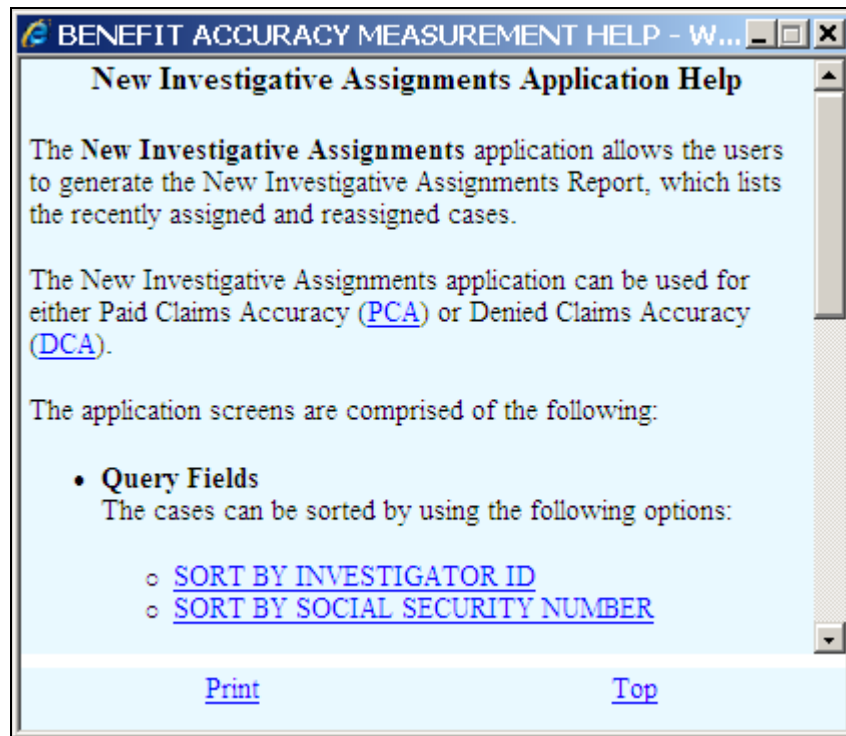 BENEFIT ACCURACY MEASUREMENT HELP - W...
New Investigative Assignments Application Help
The New Investigative Assignments application allows the users
to generate the New Investigative Assignments Report, which lists
the recently assigned and reassigned cases.
The New Investigative Assignments application can be used for
either Paid Claims Accuracy (PCA) or Denied Claims Accuracy
(DCA).
The application screens are comprised of the following:
• Query Fields
The cases can be sorted by using the following options:
o SORT BY INVESTIGATOR ID
o SORT BY SOCIAL SECURITY NUMBER
Print Top